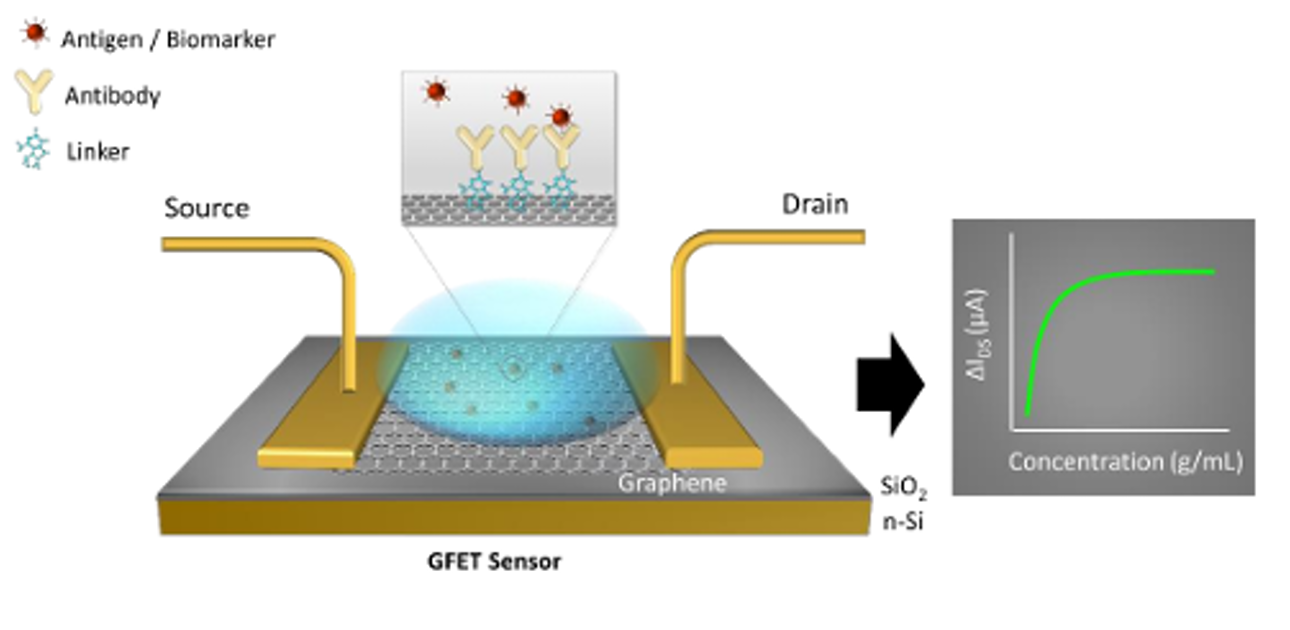 Antigen / Biomarker
Antibody
Linker
Source
Drain
Graphene
SiO₂
n-Si
GFET Sensor
ΔI_DS (µA)
Concentration (g/mL)